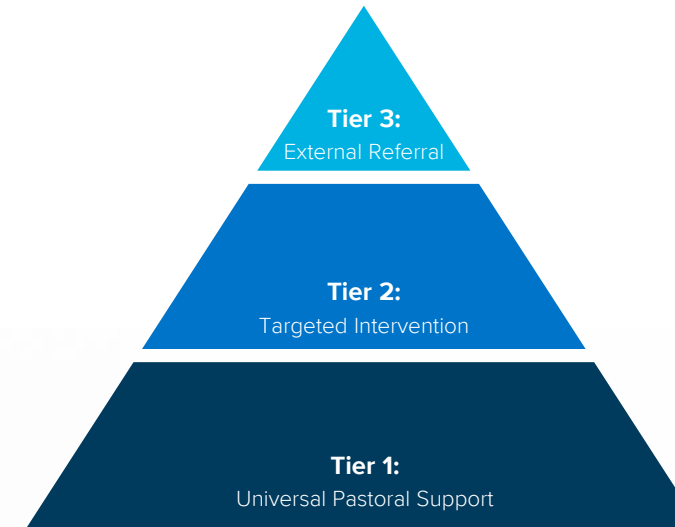 Tier 3:
External Referral
Tier 2:
Targeted Intervention
Tier 1:
Universal Pastoral Support